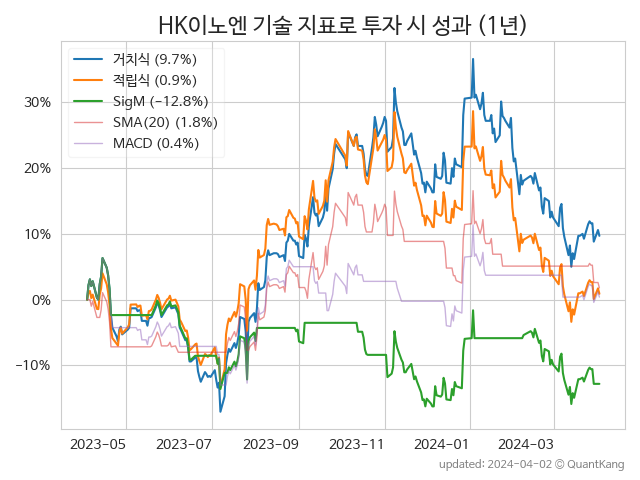 HK이노엔 기술 지표로 투자 시 성과 (1년)
거치식 (9.7%)
적립식 (0.9%)
SigM (−12.8%)
SMA(20) (1.8%)
MACD (0.4%)
30%
20%
10%
0%
−10%
2023-05 2023-07 2023-09 2023-11 2024-01 2024-03
updated: 2024-04-02 © QuantKang